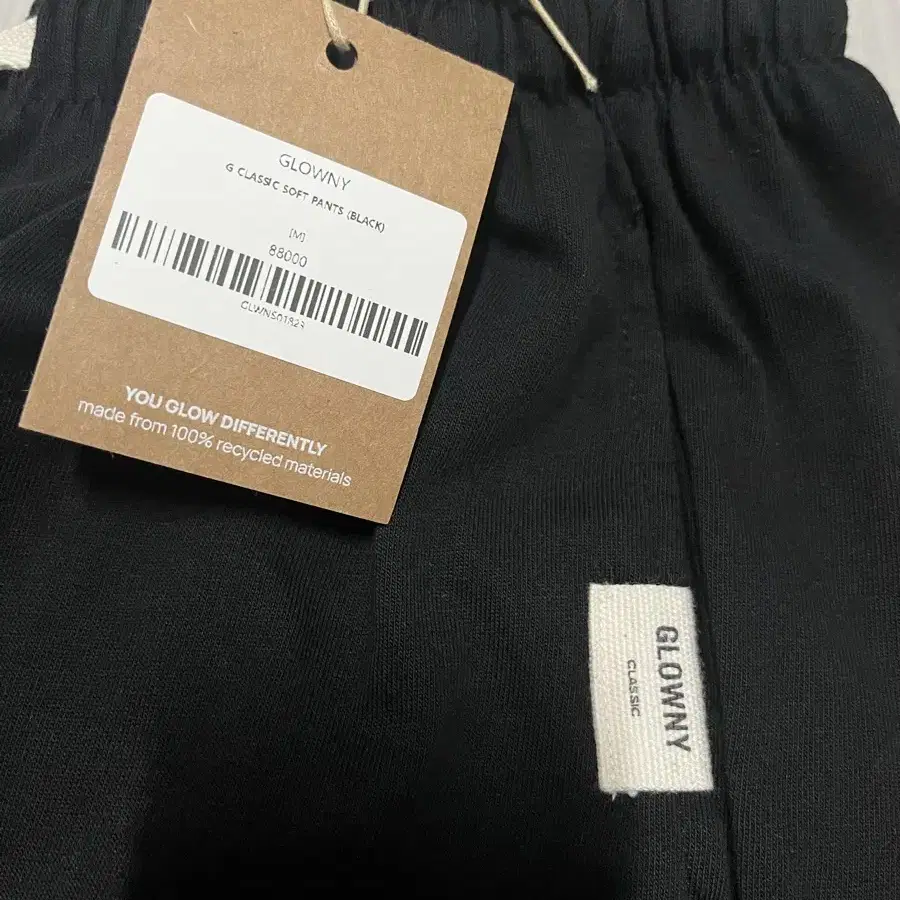 GLOWNY
G CLASSIC SOFT PANTS (BLACK)
[M]
88000
GLWNS01823
YOU GLOW DIFFERENTLY
made from 100% recycled materials
GLOWNY
CLASSIC